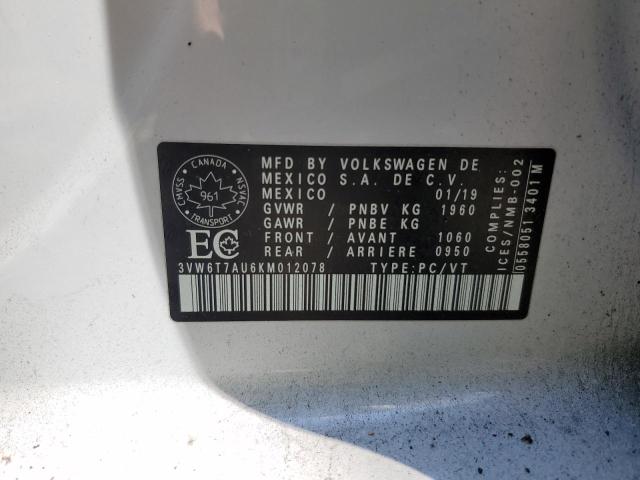 CANADA
CMVSS
961
NSVAC
TRANSPORT
EC
MFD BY VOLKSWAGEN DE
MEXICO S.A. DE C.V.
MEXICO 01/19
GVWR / PNBV KG 1960
GAWR / PNBE KG
FRONT / AVANT 1060
REAR / ARRIERE 0950
3VW6T7AU6KM012078 TYPE:PC/VT
COMPLIES:
ICES/NMB-002
0558051 3401 M